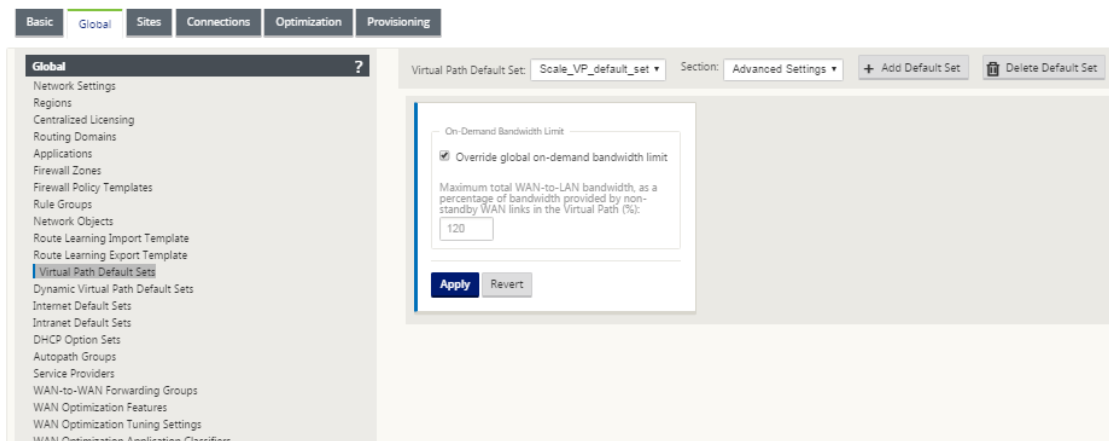 Basic Global Sites Connections Optimization Provisioning
Global ?
Network Settings
Regions
Centralized Licensing
Routing Domains
Applications
Firewall Zones
Firewall Policy Templates
Rule Groups
Network Objects
Route Learning Import Template
Route Learning Export Template
Virtual Path Default Sets
Dynamic Virtual Path Default Sets
Internet Default Sets
Intranet Default Sets
DHCP Option Sets
Autopath Groups
Service Providers
WAN-to-WAN Forwarding Groups
WAN Optimization Features
WAN Optimization Tuning Settings
WAN Optimization Application Classifiers
Virtual Path Default Set: Scale_VP_default_set Section: Advanced Settings + Add Default Set Delete Default Set
On-Demand Bandwidth Limit
Override global on-demand bandwidth limit
Maximum total WAN-to-LAN bandwidth, as a
percentage of bandwidth provided by non-
standby WAN links in the Virtual Path (%):
120
Apply Revert